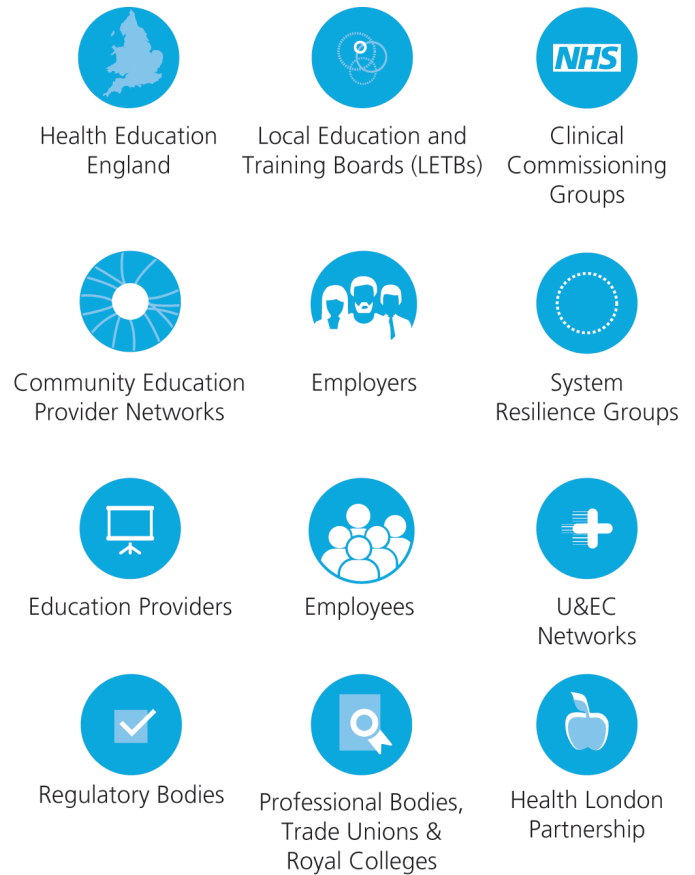 NHS
Health Education
England
Local Education and
Training Boards (LETBs)
Clinical
Commissioning
Groups
Community Education
Provider Networks
Employers
System
Resilience Groups
Education Providers
Employees
U&EC
Networks
Regulatory Bodies
Professional Bodies,
Trade Unions &
Royal Colleges
Health London
Partnership